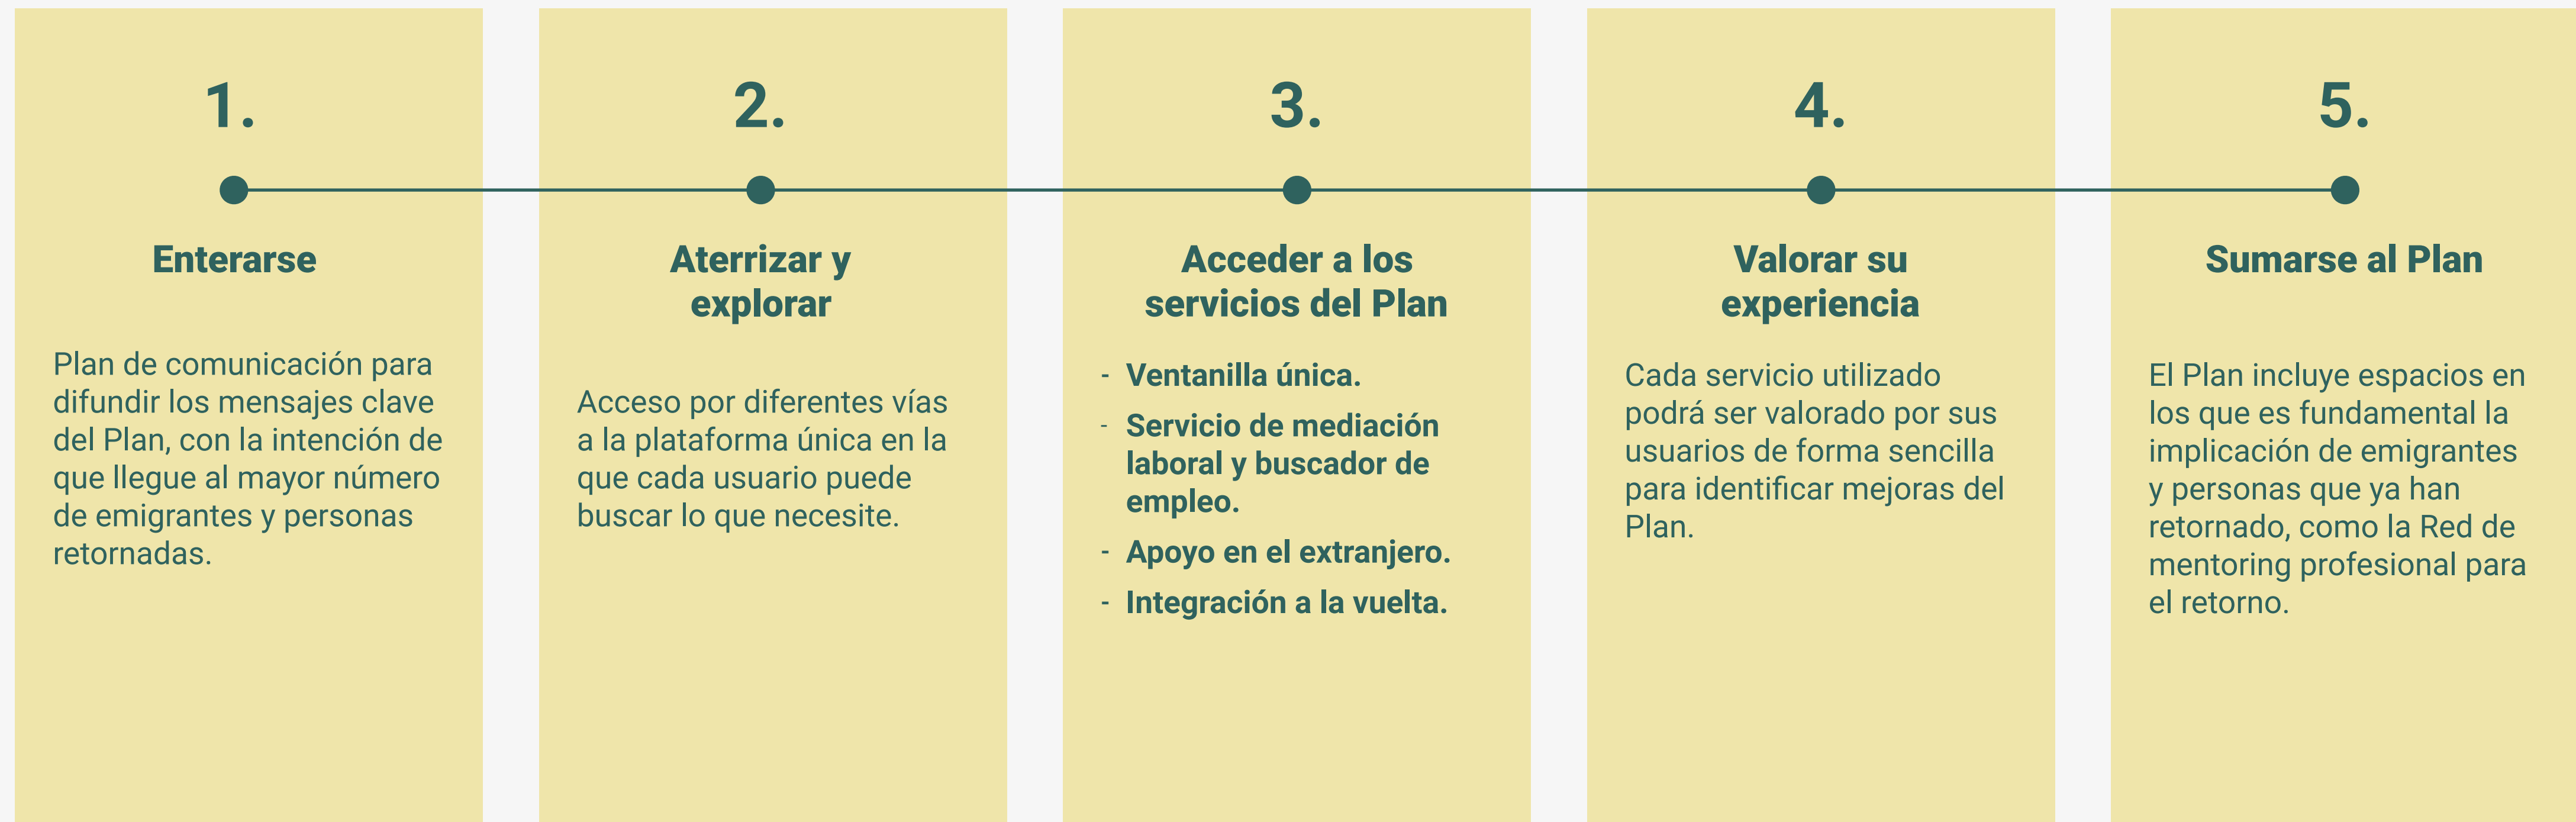 1.
Enterarse
Plan de comunicación para
difundir los mensajes clave
del Plan, con la intención de
que llegue al mayor número
de emigrantes y personas
retornadas.
2.
Aterrizar y
explorar
Acceso por diferentes vías
a la plataforma única en la
que cada usuario puede
buscar lo que necesite.
3.
Acceder a los
servicios del Plan
- Ventanilla única.
- Servicio de mediación
laboral y buscador de
empleo.
- Apoyo en el extranjero.
- Integración a la vuelta.
4.
Valorar su
experiencia
Cada servicio utilizado
podrá ser valorado por sus
usuarios de forma sencilla
para identificar mejoras del
Plan.
5.
Sumarse al Plan
El Plan incluye espacios en
los que es fundamental la
implicación de emigrantes
y personas que ya han
retornado, como la Red de
mentoring profesional para
el retorno.